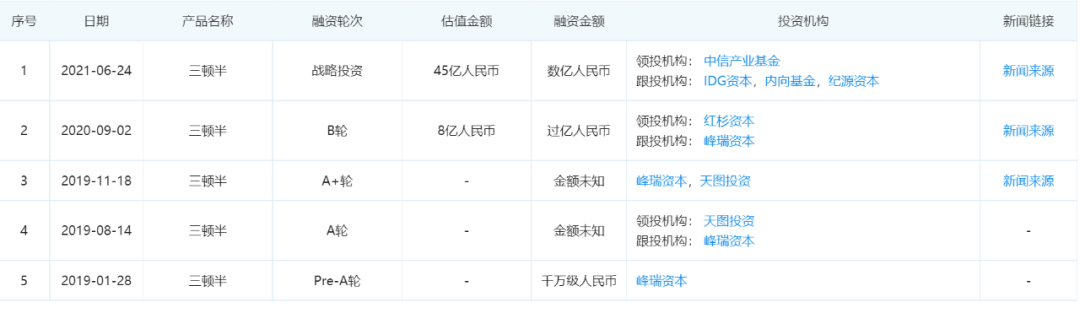 序号 日期 产品名称 融资轮次 估值金额 融资金额 投资机构 新闻链接
1 2021-06-24 三顿半 战略投资 45亿人民币 数亿人民币 领投机构： 中信产业基金 新闻来源
跟投机构： IDG资本，内向基金，纪源资本
2 2020-09-02 三顿半 B轮 8亿人民币 过亿人民币 领投机构： 红杉资本 新闻来源
跟投机构： 峰瑞资本
3 2019-11-18 三顿半 A+轮 - 金额未知 峰瑞资本，天图投资 新闻来源
4 2019-08-14 三顿半 A轮 - 金额未知 领投机构： 天图投资 -
跟投机构： 峰瑞资本
5 2019-01-28 三顿半 Pre-A轮 - 千万级人民币 峰瑞资本 -